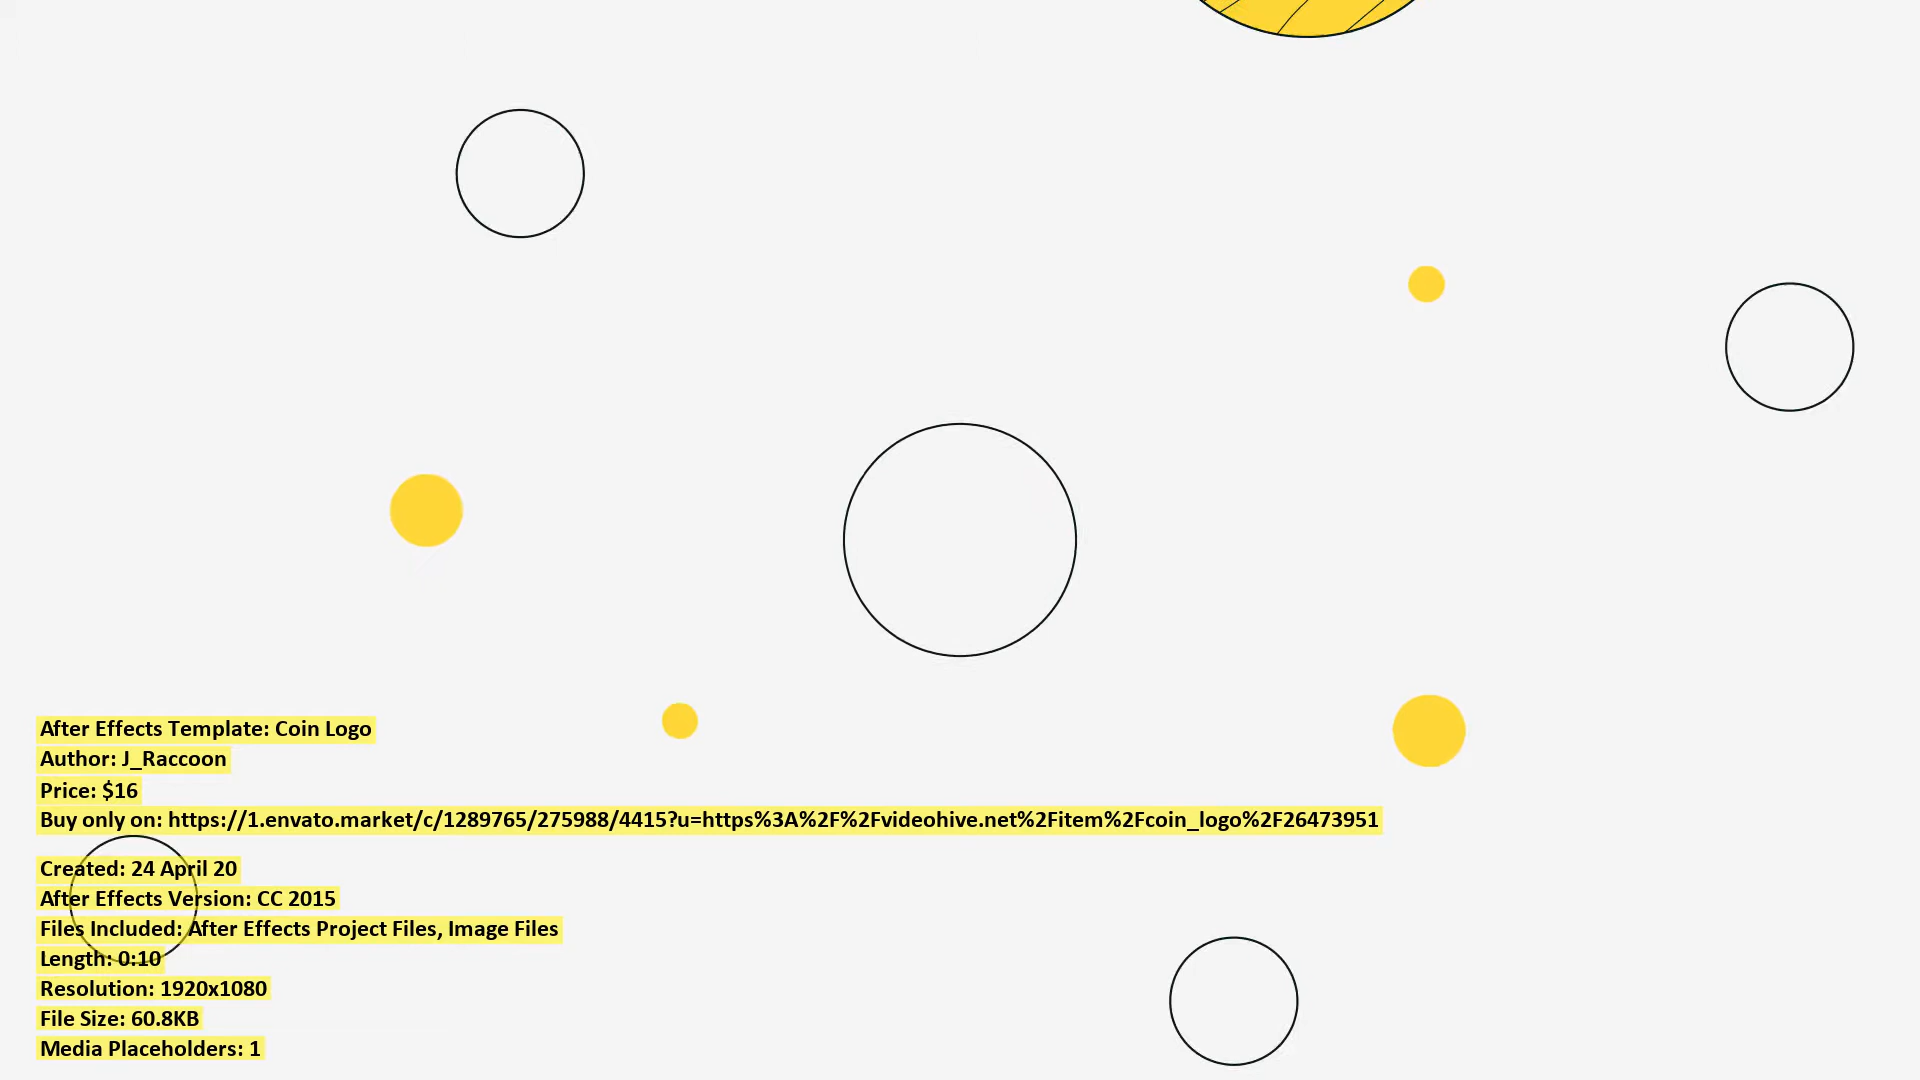 After Effects Template: Coin Logo
Author: J_Raccoon
Price: $16
Buy only on: https://1.envato.market/c/1289765/275988/4415?u=https%3A%2F%2Fvideohive.net%2Fitem%2Fcoin_logo%2F26473951
Created: 24 April 20
After Effects Version: CC 2015
Files Included: After Effects Project Files, Image Files
Length: 0:10
Resolution: 1920x1080
File Size: 60.8KB
Media Placeholders: 1